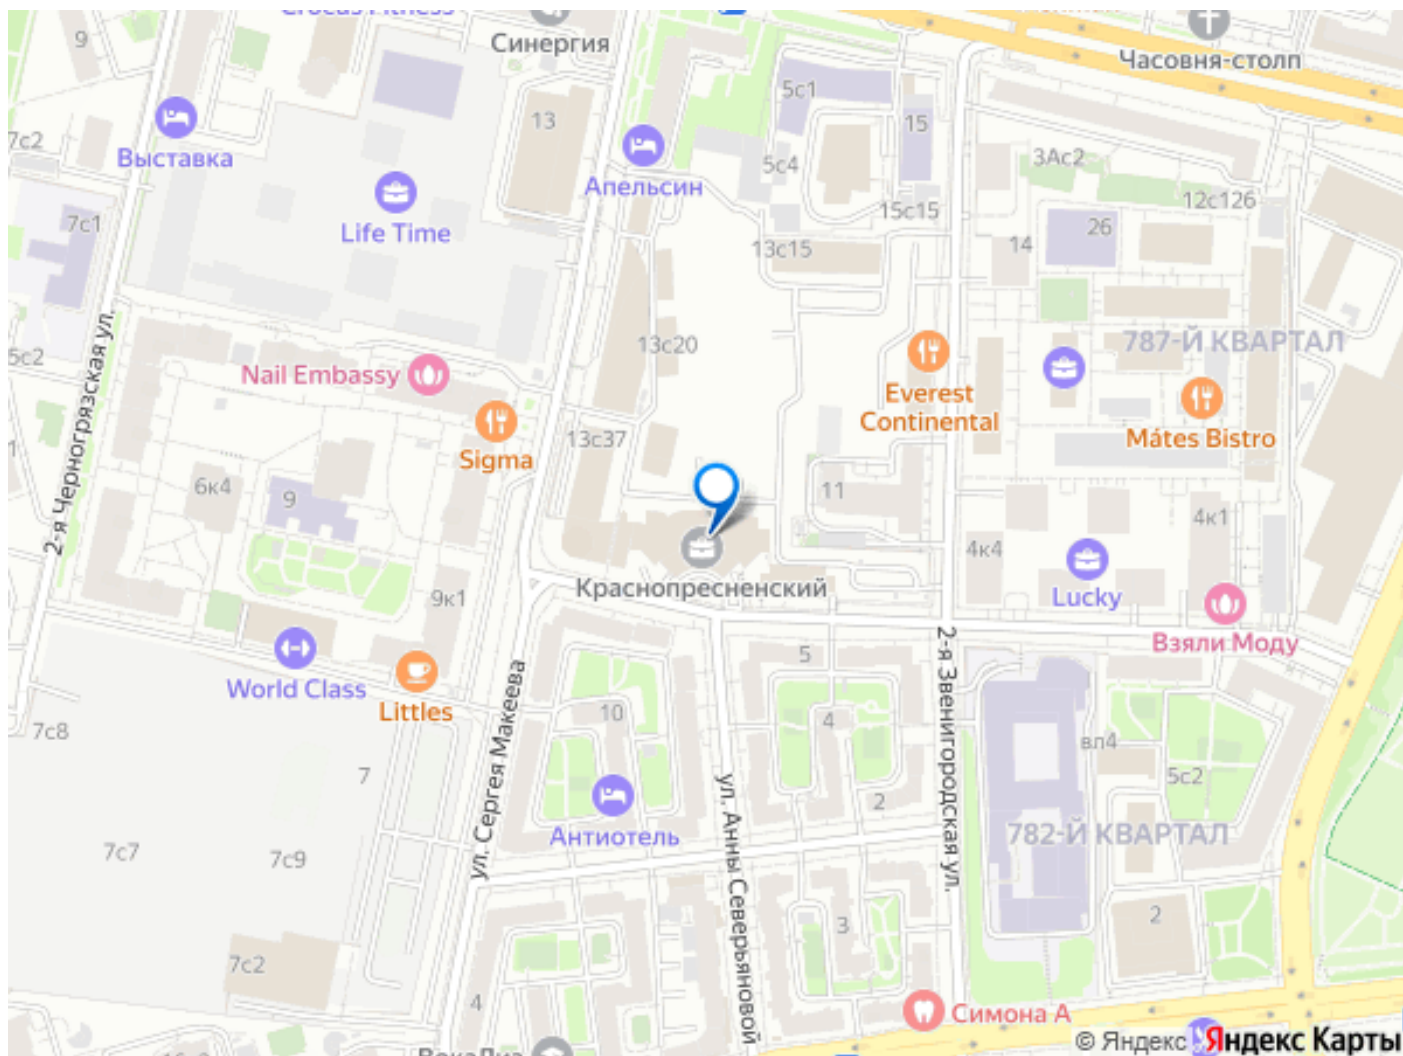 Crocus Fitness
Синергия
Часовня-столп
9
13
5с1
15
7с2
Выставка
Апельсин
5с4
3Ас2
12с126
7с1
Life Time
15с15
26
14
13с15
2-я Черногрязская ул.
5с2
13с20
787-Й КВАРТАЛ
Nail Embassy
Everest
Continental
Mátes Bistro
13с37
Sigma
6к4
9
11
4к1
4к4
Краснопресненский
Lucky
9к1
Взяли Моду
World Class
Littles
ул. Сергея Макеева
5
2-я Звенигородская ул.
7с8
10
4
вл4
7
5с2
2
Антиотель
ул. Анны Северьяновой
782-Й КВАРТАЛ
7с7
7с9
3
2
7с2
4
Симона А
© Яндекс Яндекс Карты